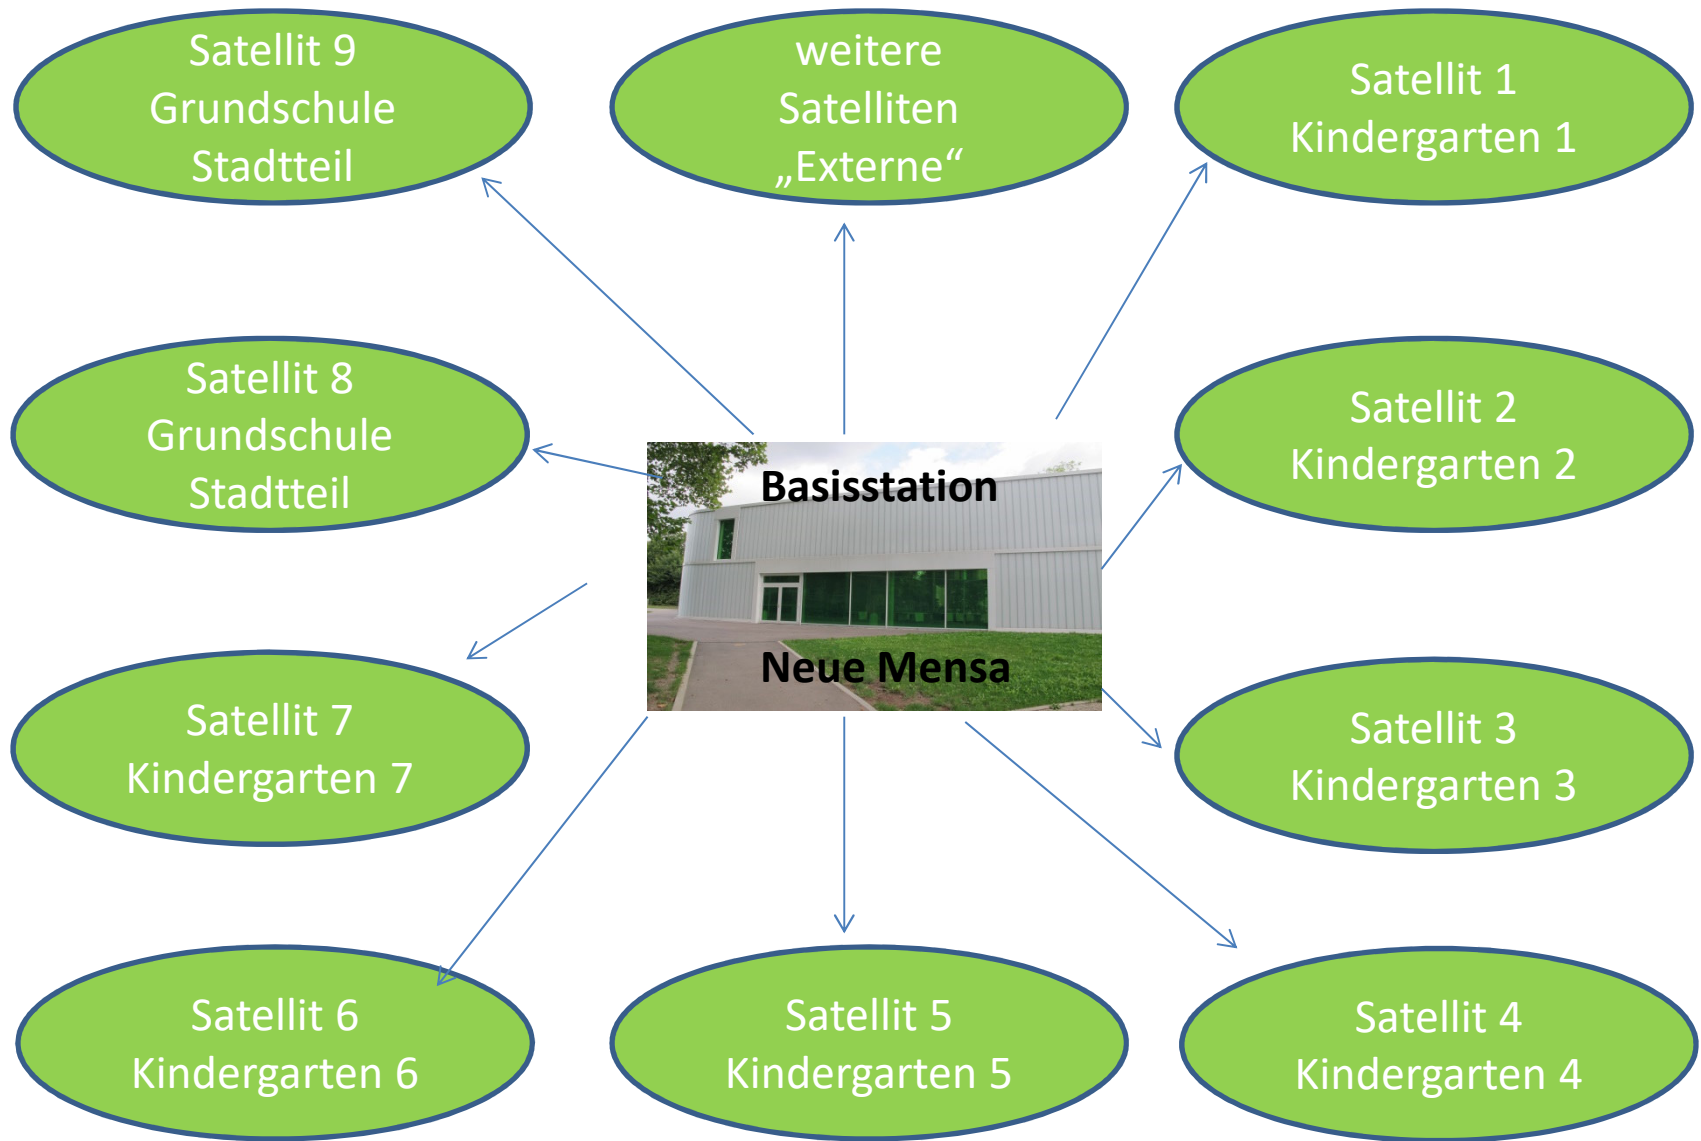 Satellit 9
Grundschule
Stadtteil
weitere
Satelliten
„Externe“
Satellit 1
Kindergarten 1
Satellit 8
Grundschule
Stadtteil
Basisstation
Neue Mensa
Satellit 2
Kindergarten 2
Satellit 7
Kindergarten 7
Satellit 3
Kindergarten 3
Satellit 6
Kindergarten 6
Satellit 5
Kindergarten 5
Satellit 4
Kindergarten 4